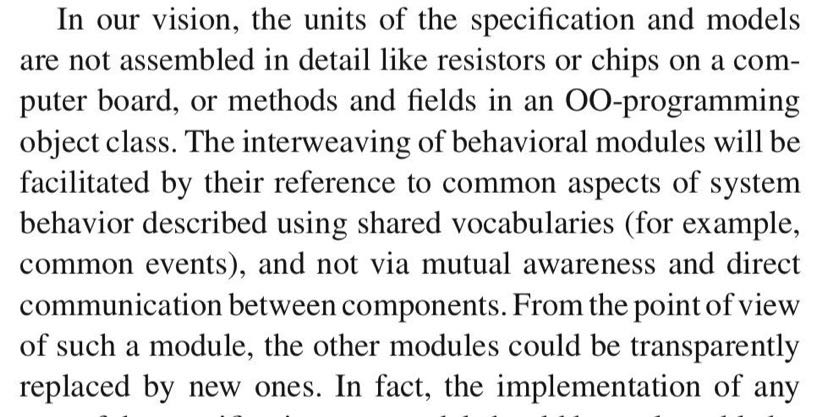 In our vision, the units of the specification and models
are not assembled in detail like resistors or chips on a com-
puter board, or methods and fields in an OO-programming
object class. The interweaving of behavioral modules will be
facilitated by their reference to common aspects of system
behavior described using shared vocabularies (for example,
common events), and not via mutual awareness and direct
communication between components. From the point of view
of such a module, the other modules could be transparently
replaced by new ones. In fact, the implementation of any